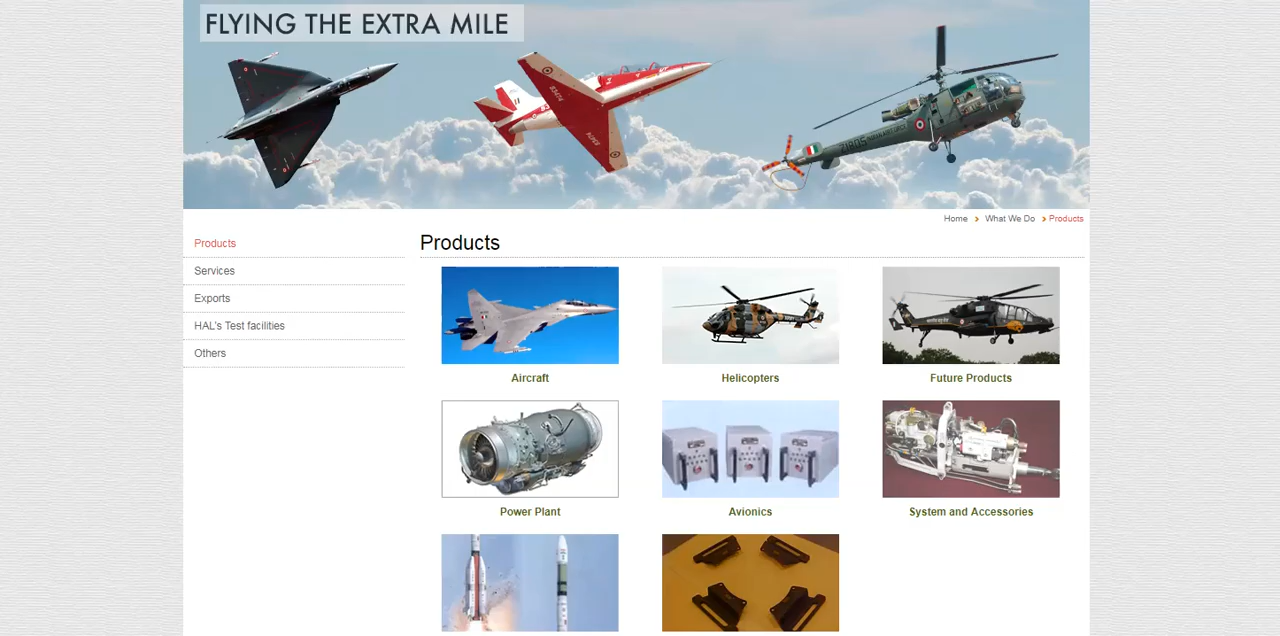 FLYING THE EXTRA MILE
Home What We Do Products
Products
Services
Exports
HAL's Test facilities
Others
Products
Aircraft
Helicopters
Future Products
Power Plant
Avionics
System and Accessories